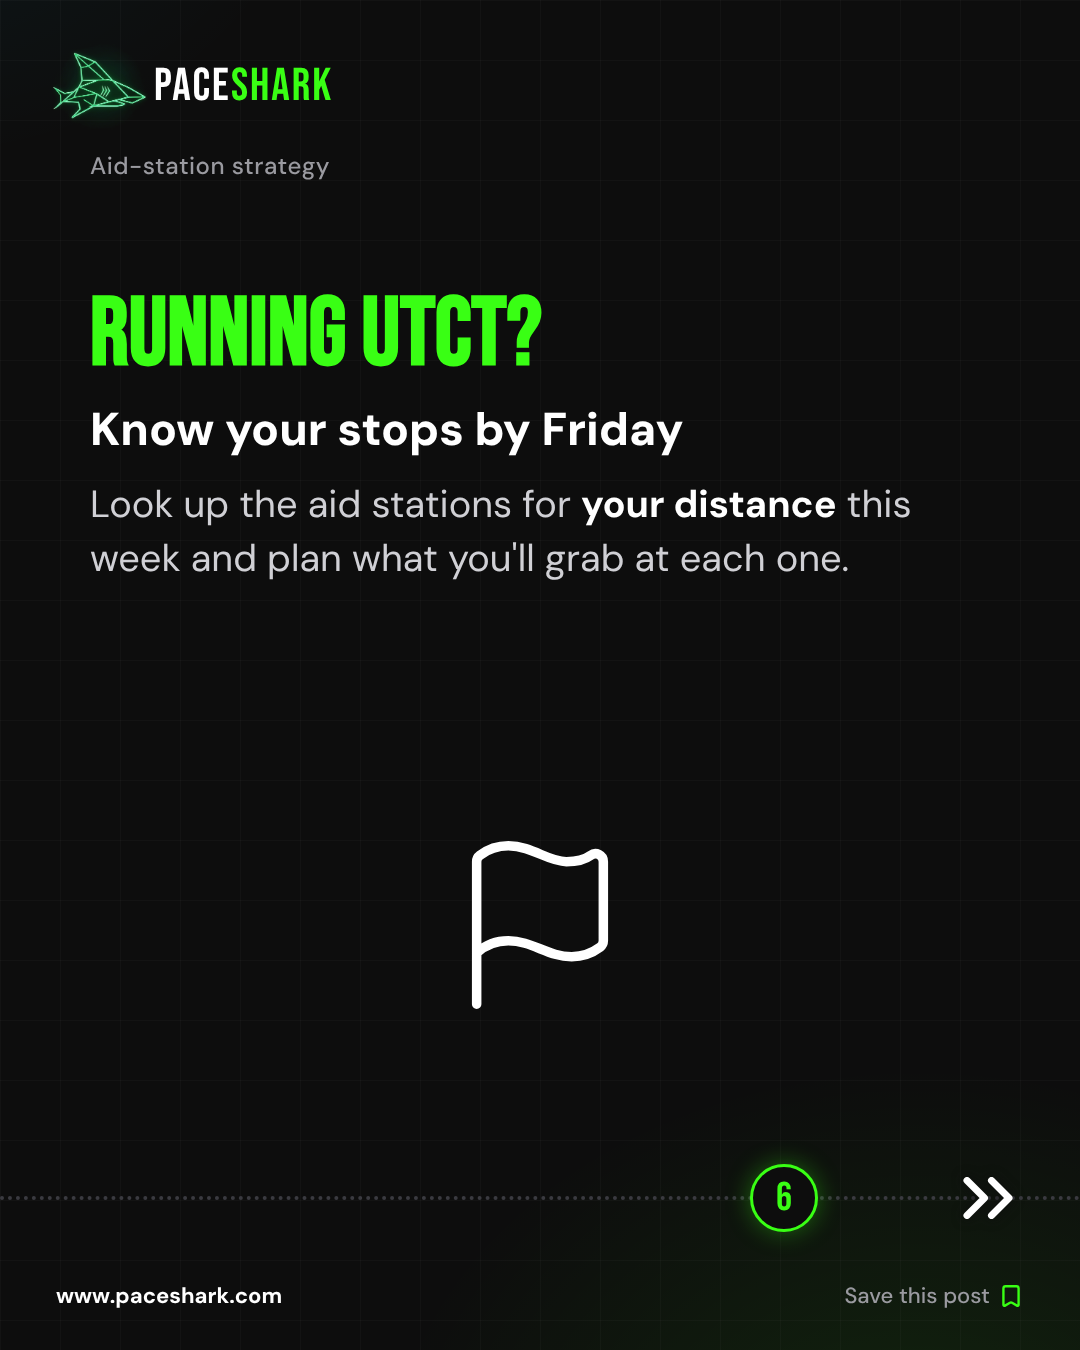 PACESHARK
Aid-station strategy
RUNNING UTCT?
Know your stops by Friday
Look up the aid stations for your distance this
week and plan what you'll grab at each one.
6
www.paceshark.com
Save this post